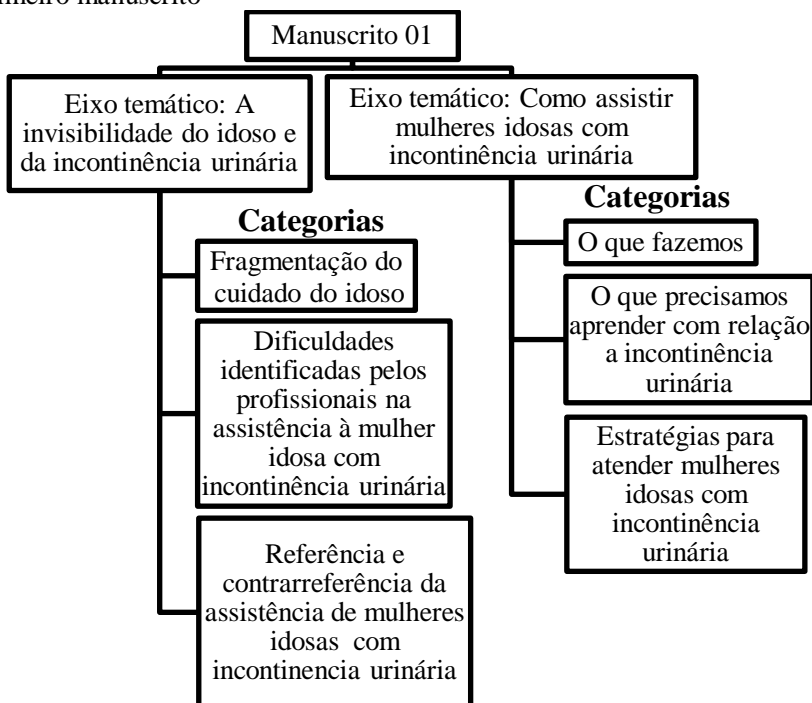 manuscrito
Manuscrito 01
Eixo temático: A
invisibilidade do idoso e
da incontinência urinária
Categorias
Fragmentação do
cuidado do idoso
Dificuldades
identificadas pelos
profissionais na
assistência à mulher
idosa com
incontinência urinária
Referência e
contrarreferência da
assistência de mulheres
idosas com
incontinencia urinária
Eixo temático: Como assistir
mulheres idosas com
incontinência urinária
Categorias
O que fazemos
O que precisamos
aprender com relação
a incontinência
urinária
Estratégias para
atender mulheres
idosas com
incontinência
urinária